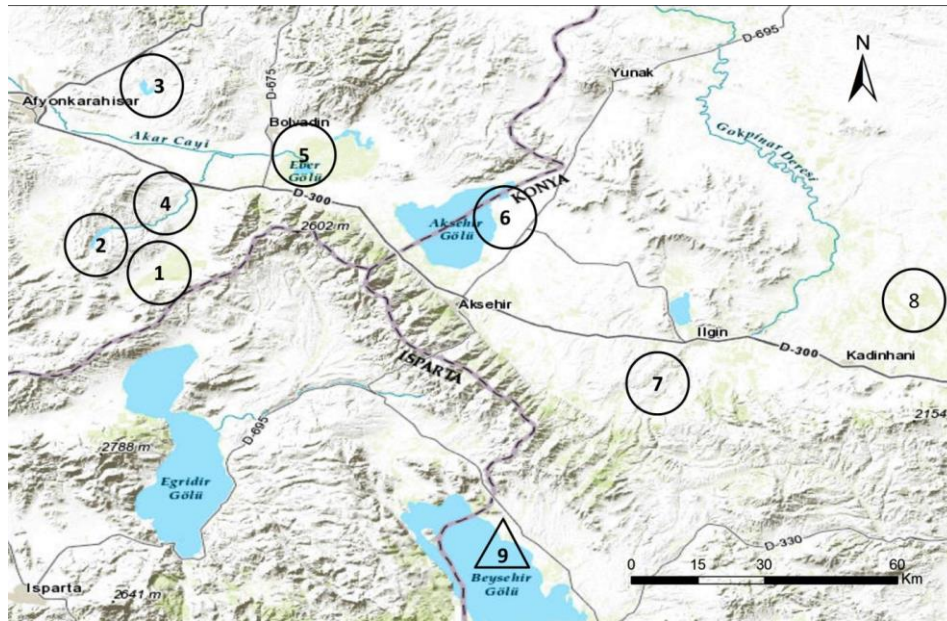 D-695
N
Yunak
3
D-675
Afyonkarahisar
Bolvadin
Akar Cayi
Gokpinar Deresi
5
Eber
Gölü
KONYA
4
D-300
6
2602 m
Aksehir
Gölü
2
1
Aksehir
8
Ilgin
D-300
Kadinhani
ISPARTA
7
2154
D-695
2788 m
Egridir
Gölü
9
D-330
Beysehir
Gölü
0 15 30 60
Km
Isparta
2641 m